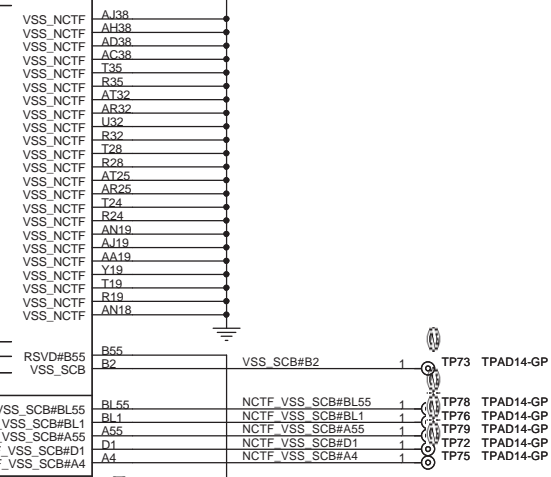 VSS_NCTF AJ38
VSS_NCTF AH38
VSS_NCTF AD38
VSS_NCTF AC38
VSS_NCTF T35
VSS_NCTF R35
VSS_NCTF AT32
VSS_NCTF AR32
VSS_NCTF U32
VSS_NCTF R32
VSS_NCTF T28
VSS_NCTF R28
VSS_NCTF AT25
VSS_NCTF AR25
VSS_NCTF T24
VSS_NCTF R24
VSS_NCTF AN19
VSS_NCTF AJ19
VSS_NCTF AA19
VSS_NCTF Y19
VSS_NCTF T19
VSS_NCTF R19
VSS_NCTF AN18
RSVD#B55 B55
VSS_SCB B2 VSS_SCB#B2 1 TP73 TPAD14-GP
VSS_SCB#BL55 BL55 NCTF_VSS_SCB#BL55 1 TP78 TPAD14-GP
_VSS_SCB#BL1 BL1 NCTF_VSS_SCB#BL1 1 TP76 TPAD14-GP
_VSS_SCB#A55 A55 NCTF_VSS_SCB#A55 1 TP79 TPAD14-GP
F_VSS_SCB#D1 D1 NCTF_VSS_SCB#D1 1 TP72 TPAD14-GP
F_VSS_SCB#A4 A4 NCTF_VSS_SCB#A4 1 TP75 TPAD14-GP